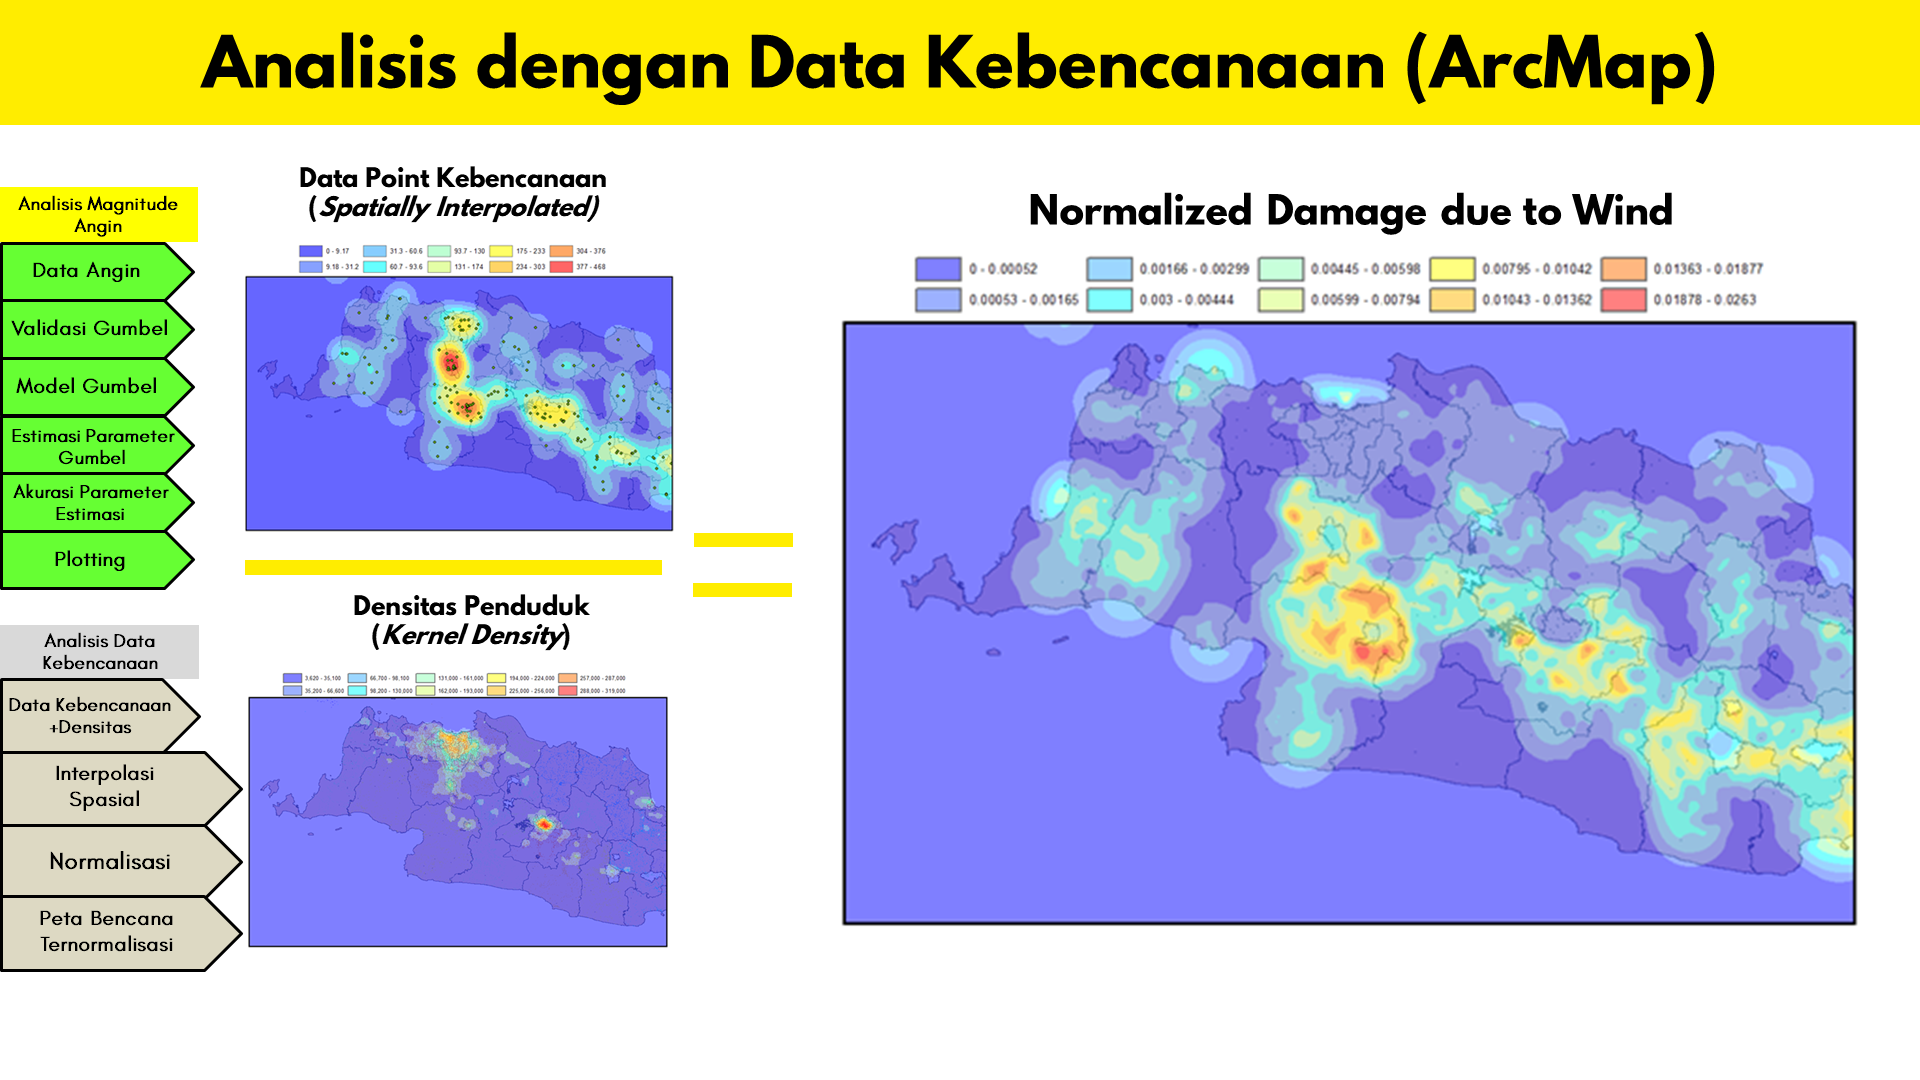 Analisis dengan Data Kebencanaan (ArcMap)
Analisis Magnitude
Angin
Data Angin
Validasi Gumbel
Model Gumbel
Estimasi Parameter
Gumbel
Akurasi Parameter
Estimasi
Plotting
Analisis Data
Kebencanaan
Data Kebencanaan
+Densitas
Interpolasi
Spasial
Normalisasi
Peta Bencana
Ternormalisasi
Data Point Kebencanaan
(Spatially Interpolated)
0 - 9.17 31.3 - 60.6 93.7 - 130 175 - 233 304 - 376
9.18 - 31.2 60.7 - 93.6 131 - 174 234 - 303 377 - 468
Densitas Penduduk
(Kernel Density)
3,620 - 35,100 66,700 - 98,100 131,000 - 161,000 194,000 - 224,000 257,000 - 287,000
35,200 - 66,600 98,200 - 130,000 162,000 - 193,000 225,000 - 256,000 288,000 - 319,000
Normalized Damage due to Wind
0 - 0.00052 0.00166 - 0.00299 0.00445 - 0.00598 0.00795 - 0.01042 0.01363 - 0.01877
0.00053 - 0.00165 0.003 - 0.00444 0.00599 - 0.00794 0.01043 - 0.01362 0.01878 - 0.0263